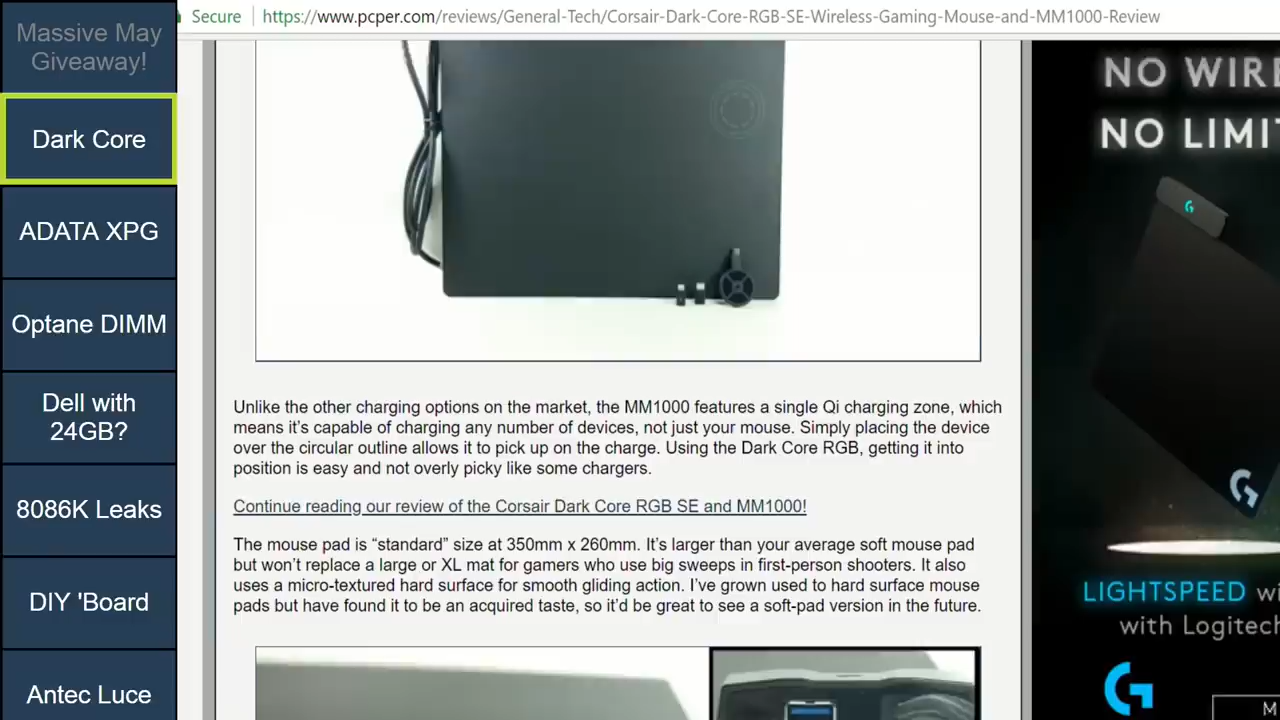 Massive May
Giveaway!
Dark Core
ADATA XPG
Optane DIMM
Dell with
24GB?
8086K Leaks
DIY 'Board
Antec Luce
Secure
https://www.pcper.com/reviews/General-Tech/Corsair-Dark-Core-RGB-SE-Wireless-Gaming-Mouse-and-MM1000-Review
Unlike the other charging options on the market, the MM1000 features a single Qi charging zone, which
means it’s capable of charging any number of devices, not just your mouse. Simply placing the device
over the circular outline allows it to pick up on the charge. Using the Dark Core RGB, getting it into
position is easy and not overly picky like some chargers.
Continue reading our review of the Corsair Dark Core RGB SE and MM1000!
The mouse pad is “standard” size at 350mm x 260mm. It’s larger than your average soft mouse pad
but won’t replace a large or XL mat for gamers who use big sweeps in first-person shooters. It also
uses a micro-textured hard surface for smooth gliding action. I’ve grown used to hard surface mouse
pads but have found it to be an acquired taste, so it’d be great to see a soft-pad version in the future.
NO WIRE
NO LIMIT
LIGHTSPEED wi
with Logitech
M